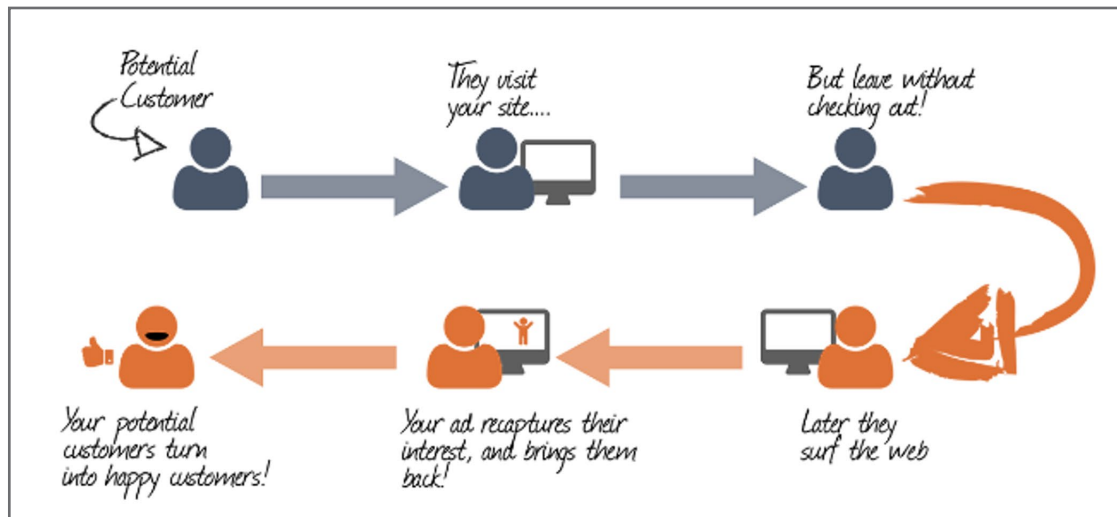 Potential
Customer
They visit
your site....
But leave without
checking out!
Later they
surf the web
Your ad recaptures their
interest, and brings them
back!
Your potential
customers turn
into happy customers!